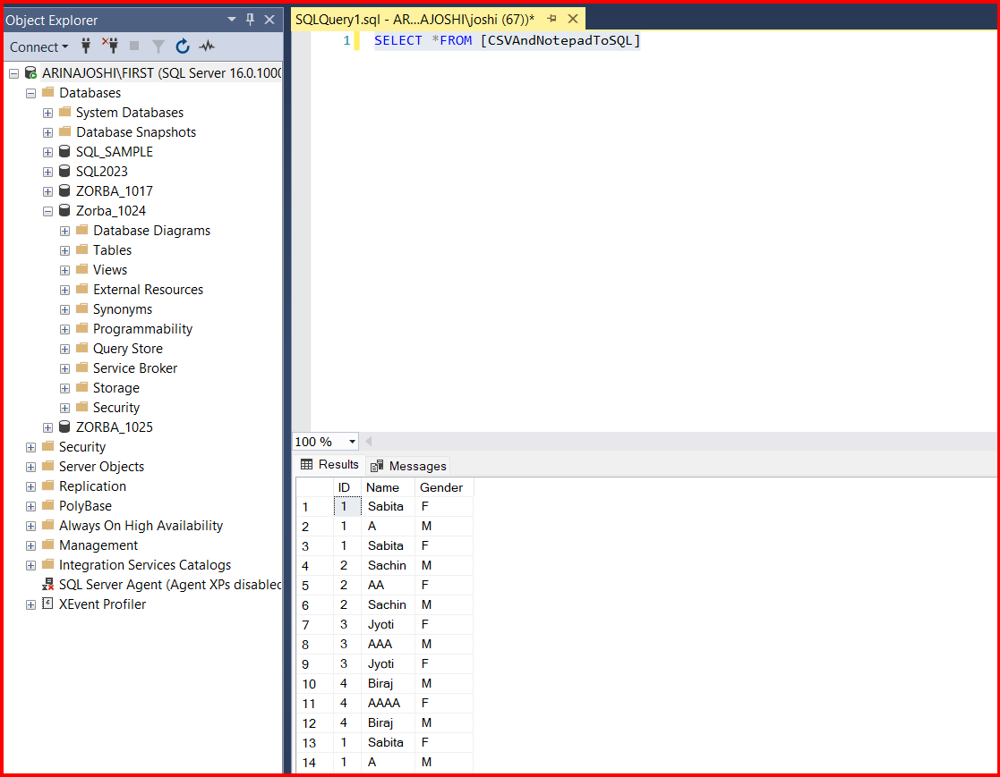 Object Explorer
Connect
ARINAJOSHI\FIRST (SQL Server 16.0.1000
Databases
System Databases
Database Snapshots
SQL_SAMPLE
SQL2023
ZORBA_1017
Zorba_1024
Database Diagrams
Tables
Views
External Resources
Synonyms
Programmability
Query Store
Service Broker
Storage
Security
ZORBA_1025
Security
Server Objects
Replication
PolyBase
Always On High Availability
Management
Integration Services Catalogs
SQL Server Agent (Agent XPs disabled
XEvent Profiler
SQLQuery1.sql - AR...AJOSHI\joshi (67))*
1 SELECT *FROM [CSVAndNotepadToSQL]
100 %
Results Messages
ID Name Gender
1 1 Sabita F
2 1 A M
3 1 Sabita F
4 2 Sachin M
5 2 AA F
6 2 Sachin M
7 3 Jyoti F
8 3 AAA M
9 3 Jyoti F
10 4 Biraj M
11 4 AAAA F
12 4 Biraj M
13 1 Sabita F
14 1 A M